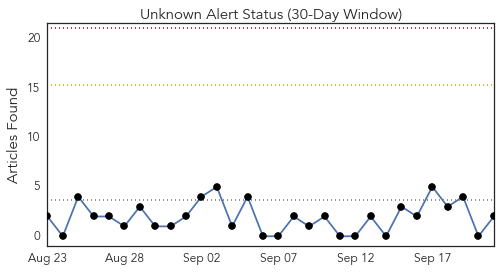 Unknown Alert Status (30-Day Window)
Articles Found
20
15
10
5
0
Aug 23 Aug 28 Sep 02 Sep 07 Sep 12 Sep 17